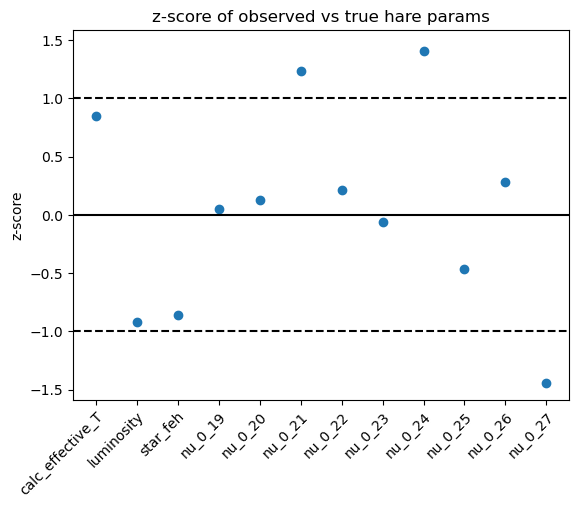 z-score of observed vs true hare params
z-score
1.5
1.0
0.5
0.0
−0.5
−1.0
−1.5
calc_effective_T
luminosity
star_feh
nu_0_19
nu_0_20
nu_0_21
nu_0_22
nu_0_23
nu_0_24
nu_0_25
nu_0_26
nu_0_27